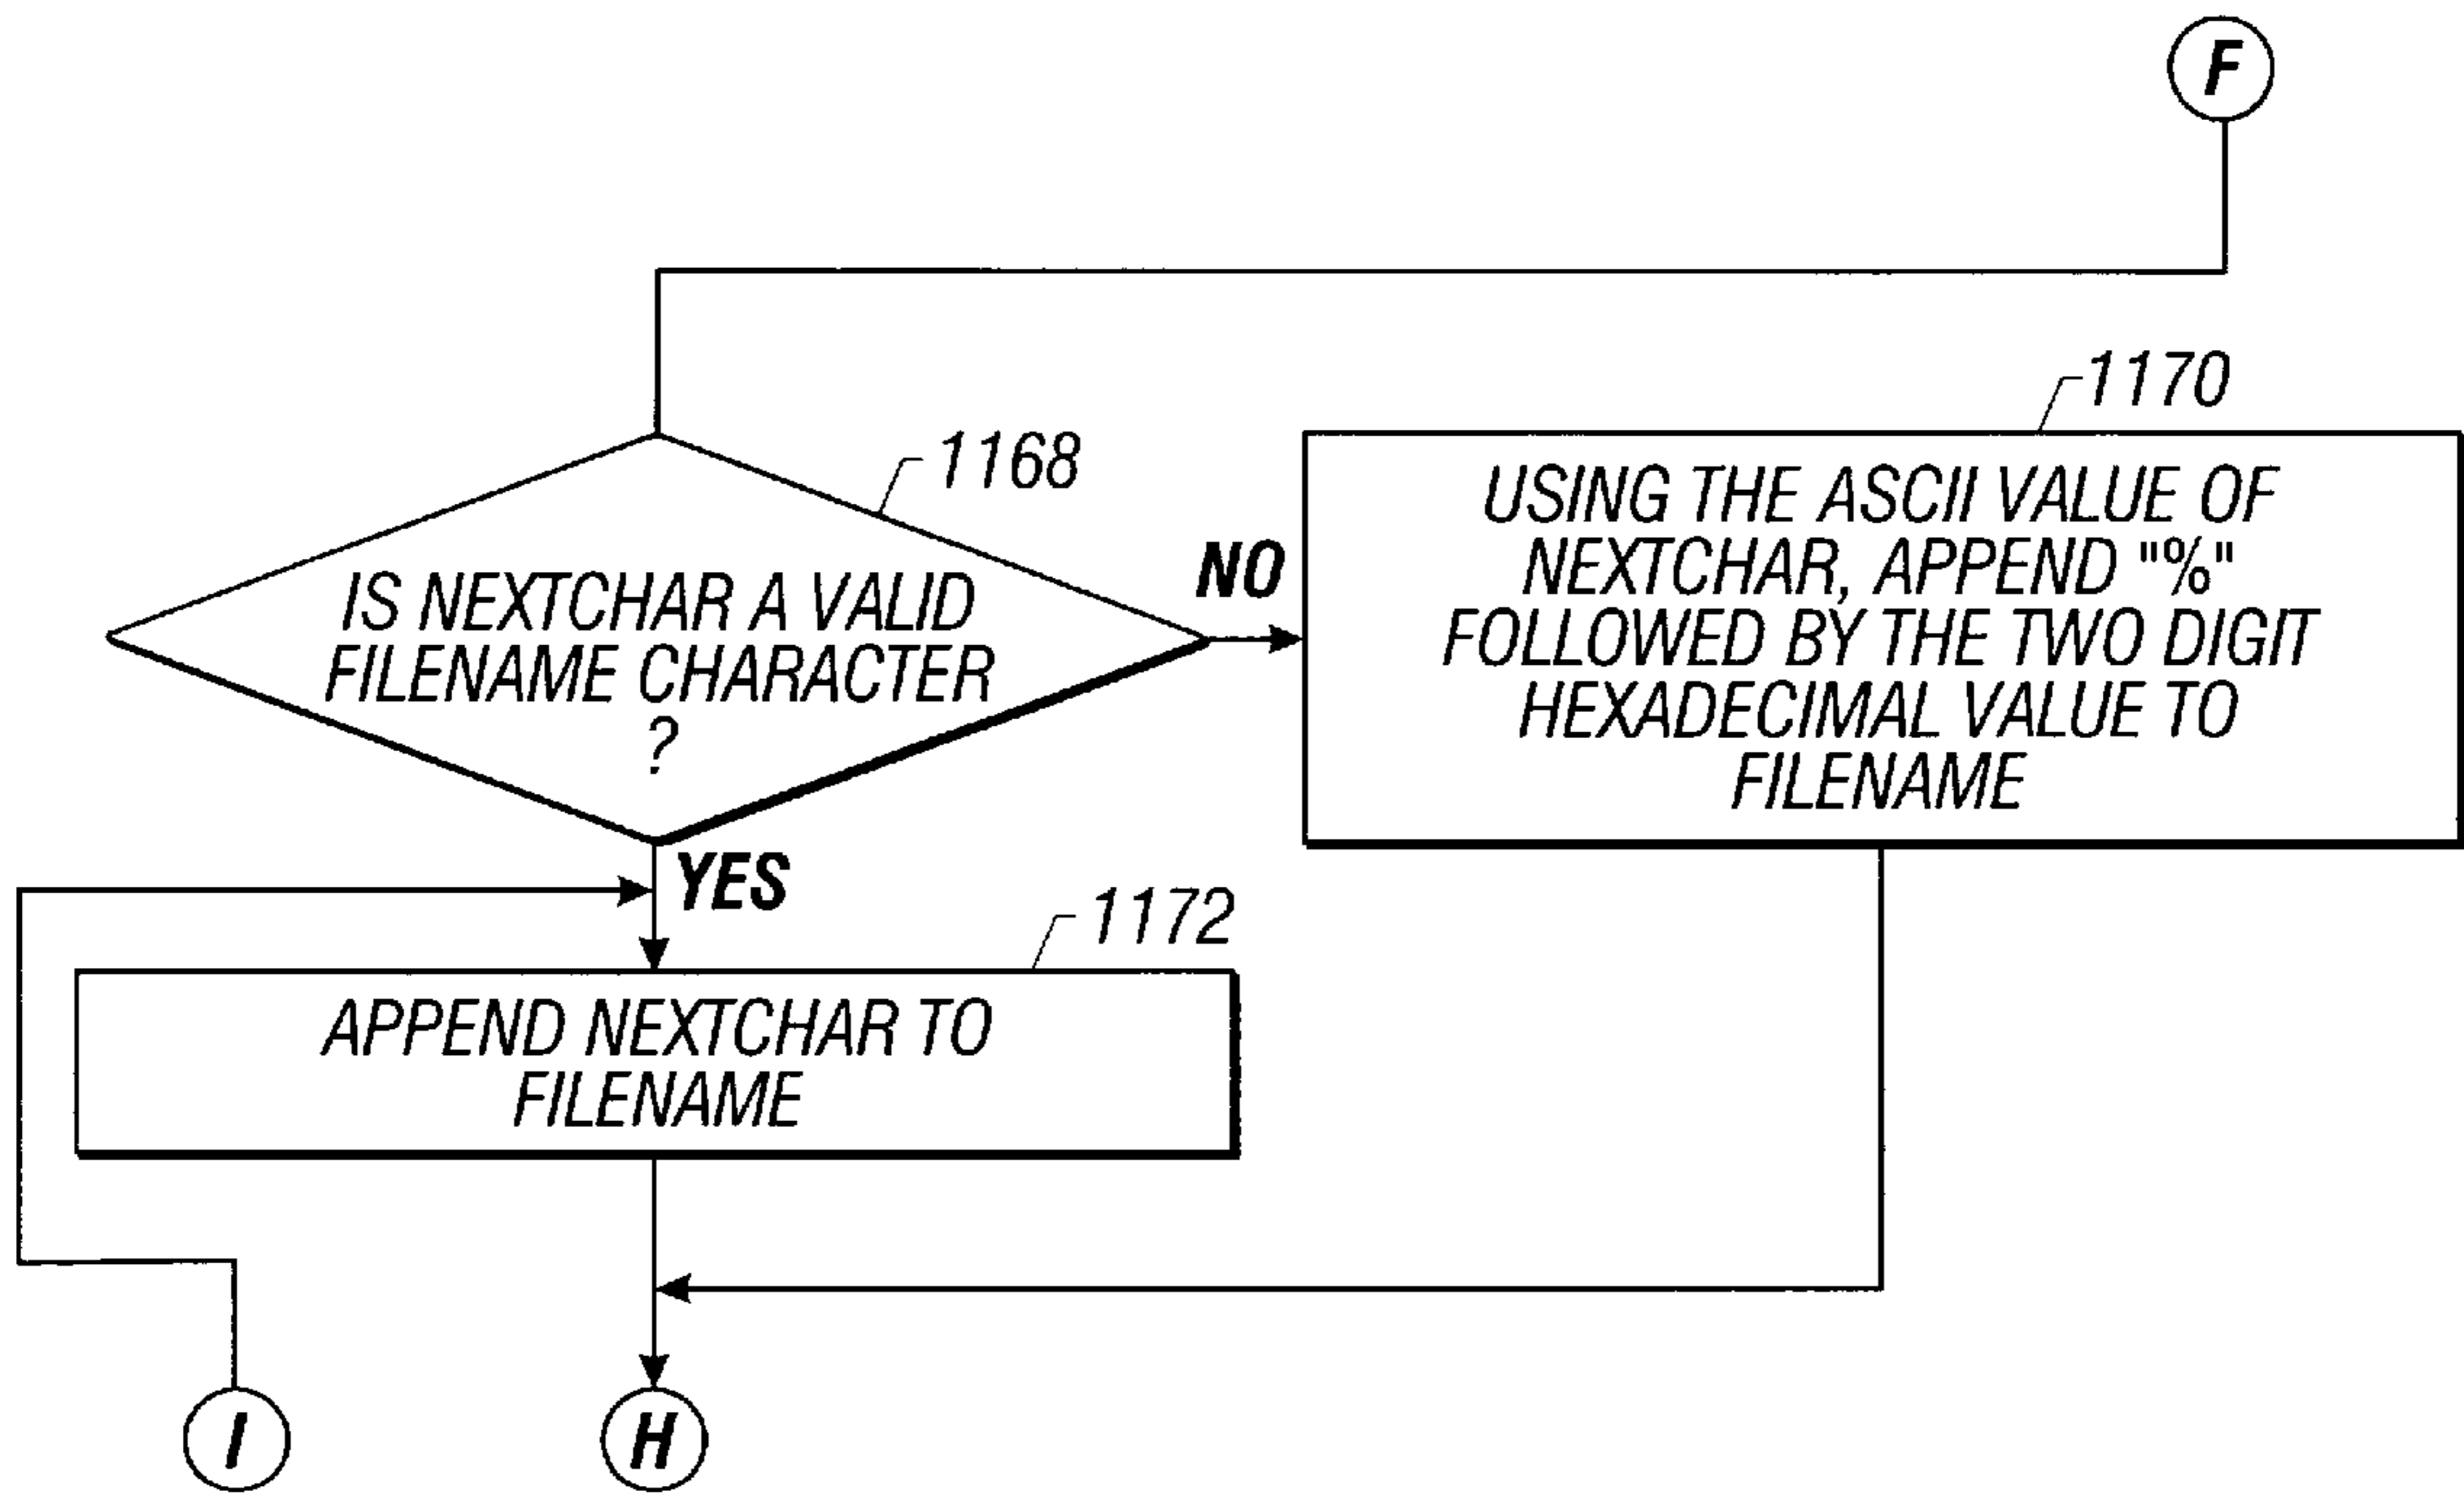 F
1170
1168
USING THE ASCII VALUE OF
NEXTCHAR, APPEND "%"
FOLLOWED BY THE TWO DIGIT
HEXADECIMAL VALUE TO
FILENAME
NO
IS NEXTCHAR A VALID
FILENAME CHARACTER
?
YES
1172
APPEND NEXTCHAR TO
FILENAME
I
H